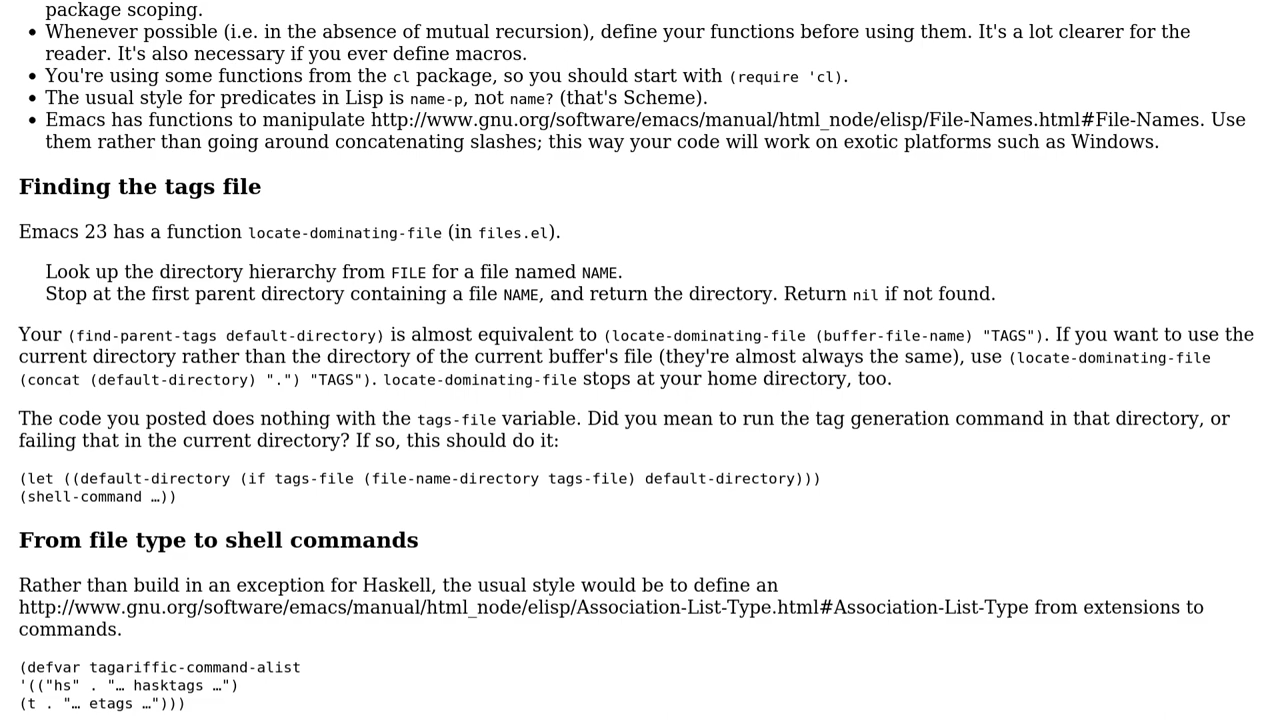 package scoping.
• Whenever possible (i.e. in the absence of mutual recursion), define your functions before using them. It's a lot clearer for the
reader. It's also necessary if you ever define macros.
• You're using some functions from the cl package, so you should start with (require 'cl).
• The usual style for predicates in Lisp is name-p, not name? (that's Scheme).
• Emacs has functions to manipulate http://www.gnu.org/software/emacs/manual/html_node/elisp/File-Names.html#File-Names. Use
them rather than going around concatenating slashes; this way your code will work on exotic platforms such as Windows.
Finding the tags file
Emacs 23 has a function locate-dominating-file (in files.el).
Look up the directory hierarchy from FILE for a file named NAME.
Stop at the first parent directory containing a file NAME, and return the directory. Return nil if not found.
Your (find-parent-tags default-directory) is almost equivalent to (locate-dominating-file (buffer-file-name) "TAGS"). If you want to use the
current directory rather than the directory of the current buffer's file (they're almost always the same), use (locate-dominating-file
(concat (default-directory) ".") "TAGS"). locate-dominating-file stops at your home directory, too.
The code you posted does nothing with the tags-file variable. Did you mean to run the tag generation command in that directory, or
failing that in the current directory? If so, this should do it:
(let ((default-directory (if tags-file (file-name-directory tags-file) default-directory)))
(shell-command …))
From file type to shell commands
Rather than build in an exception for Haskell, the usual style would be to define an
http://www.gnu.org/software/emacs/manual/html_node/elisp/Association-List-Type.html#Association-List-Type from extensions to
commands.
(defvar tagariffic-command-alist
'(("hs" . "… hasktags …")
(t . "… etags …")))